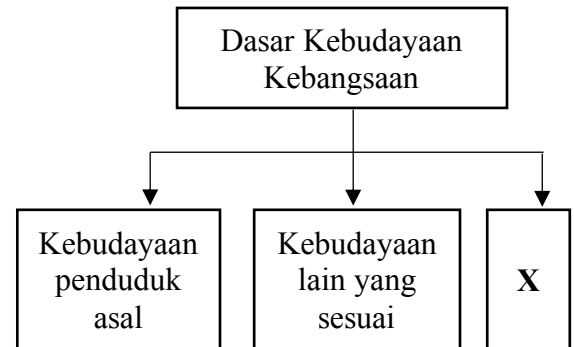 Dasar Kebudayaan
Kebangsaan
Kebudayaan
penduduk
asal
Kebudayaan
lain yang
sesuai
X